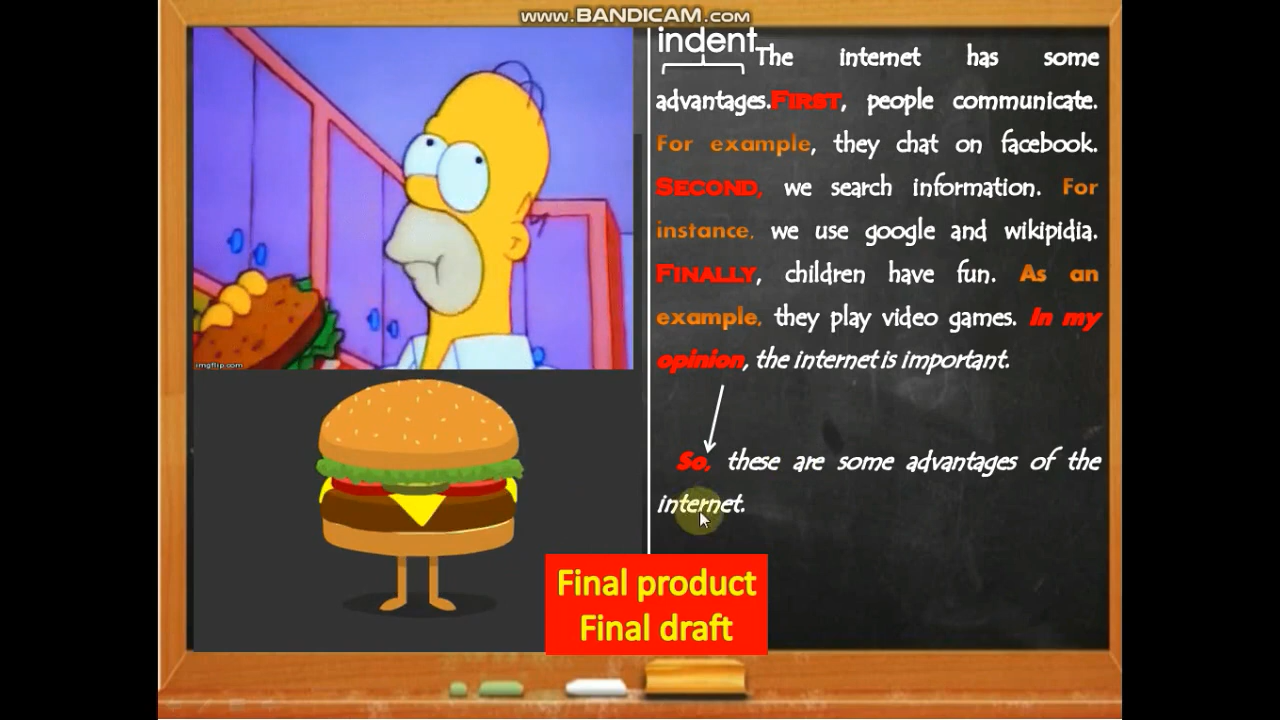 www.BANDICAM.com
indent
The internet has some
advantages.First, people communicate.
For example, they chat on facebook.
Second, we search information. For
instance, we use google and wikipidia.
Finally, children have fun. As an
example, they play video games. In my
opinion, the internet is important.
So, these are some advantages of the
internet.
imgflip.com
Final product
Final draft